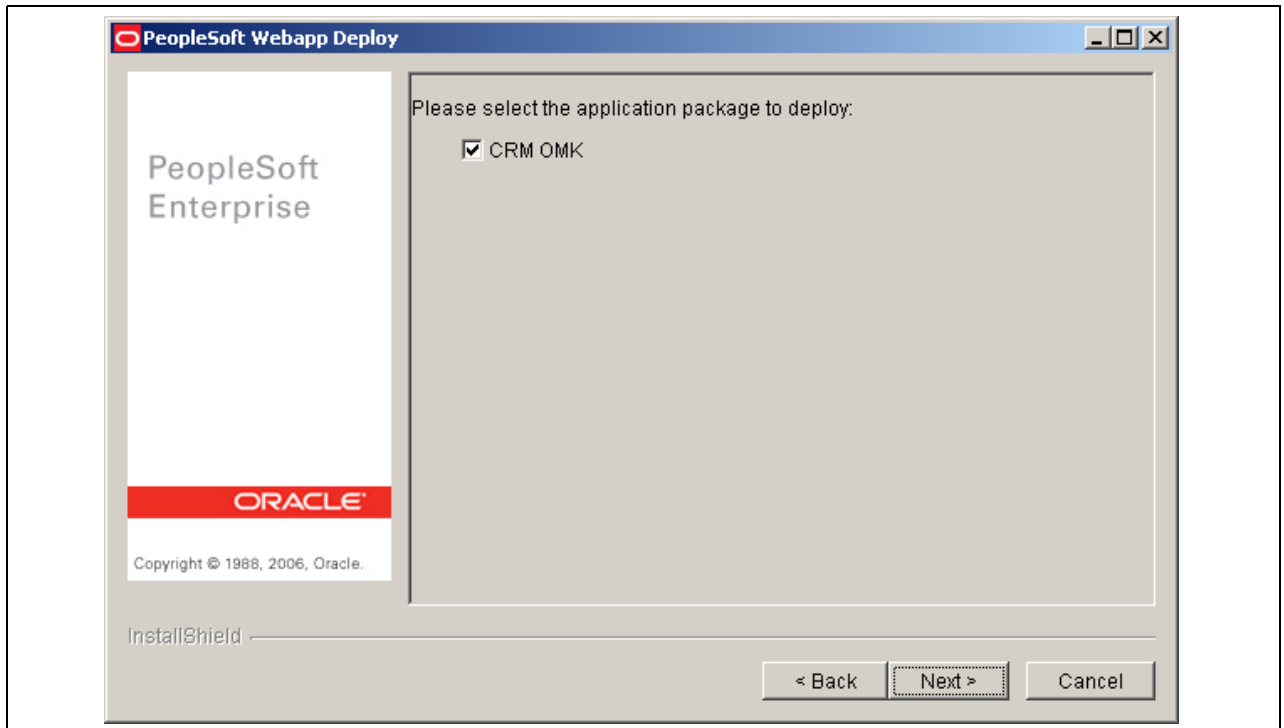 PeopleSoft Webapp Deploy
Please select the application package to deploy:
CRM OMK
PeopleSoft
Enterprise
ORACLE
Copyright © 1988, 2006, Oracle.
InstallShield
< Back
Next >
Cancel